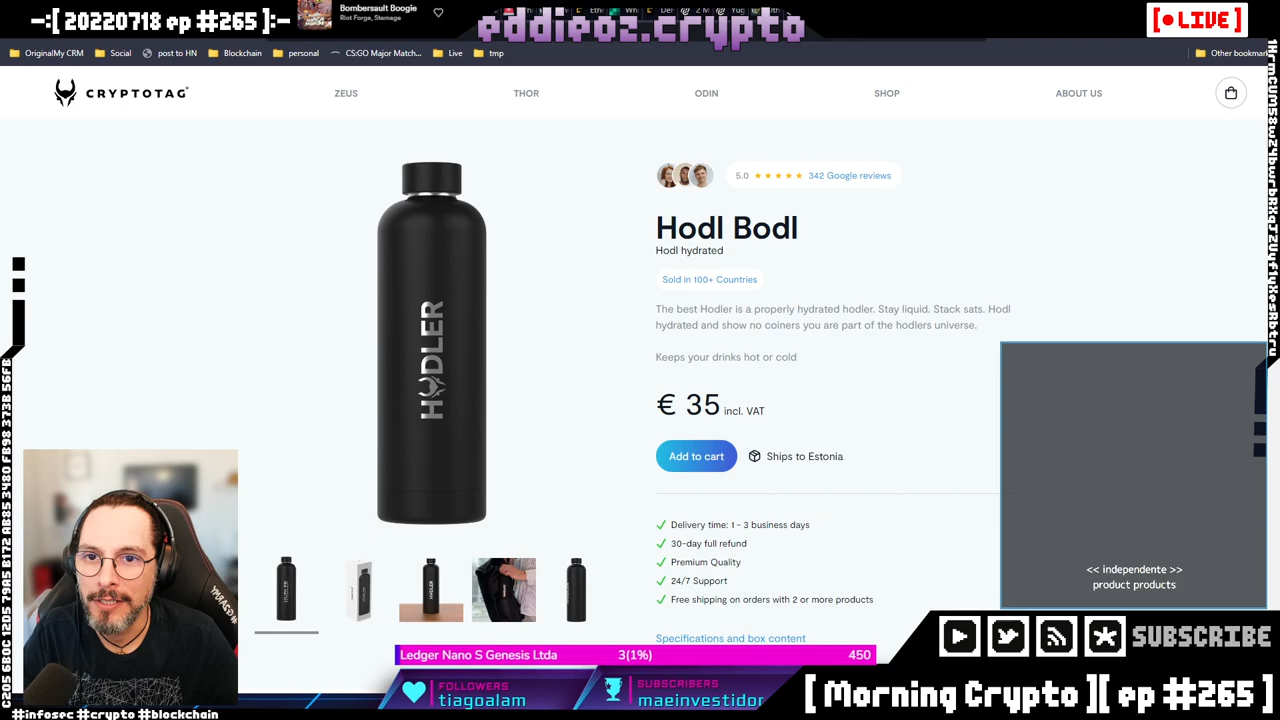 -:[ 20220718 ep #265 ]:-
Bombersault Boogie
Blot Forge, Stemage
eddieoz.crypto
[ LIVE ]
OriginalMy CRM
Social
post to HN
Blockchain
personal
CS:GO Major Match...
Live
tmp
Other bookmar
CRYPTOTAG
ZEUS
THOR
ODIN
SHOP
ABOUT US
5.0 ★★★★★ 342 Google reviews
Hodl Bodl
Hodl hydrated
Sold in 100+ Countries
The best Hodler is a properly hydrated hodler. Stay liquid. Stack sats. Hodl
hydrated and show no coiners you are part of the hodlers universe.
Keeps your drinks hot or cold
€ 35 incl. VAT
Add to cart
Ships to Estonia
Delivery time: 1 - 3 business days
30-day full refund
Premium Quality
24/7 Support
Free shipping on orders with 2 or more products
Specifications and box content
HODLER
<< independente >>
product products
SUBSCRIBE
Ledger Nano S Genesis Ltda 3(1%) 450
FOLLOWERS
tiagpalam
SUBSCRIBERS
maeinvestidor
[ Morning Crypto ][ ep #265 ]
#infosec #crypto #blockchain